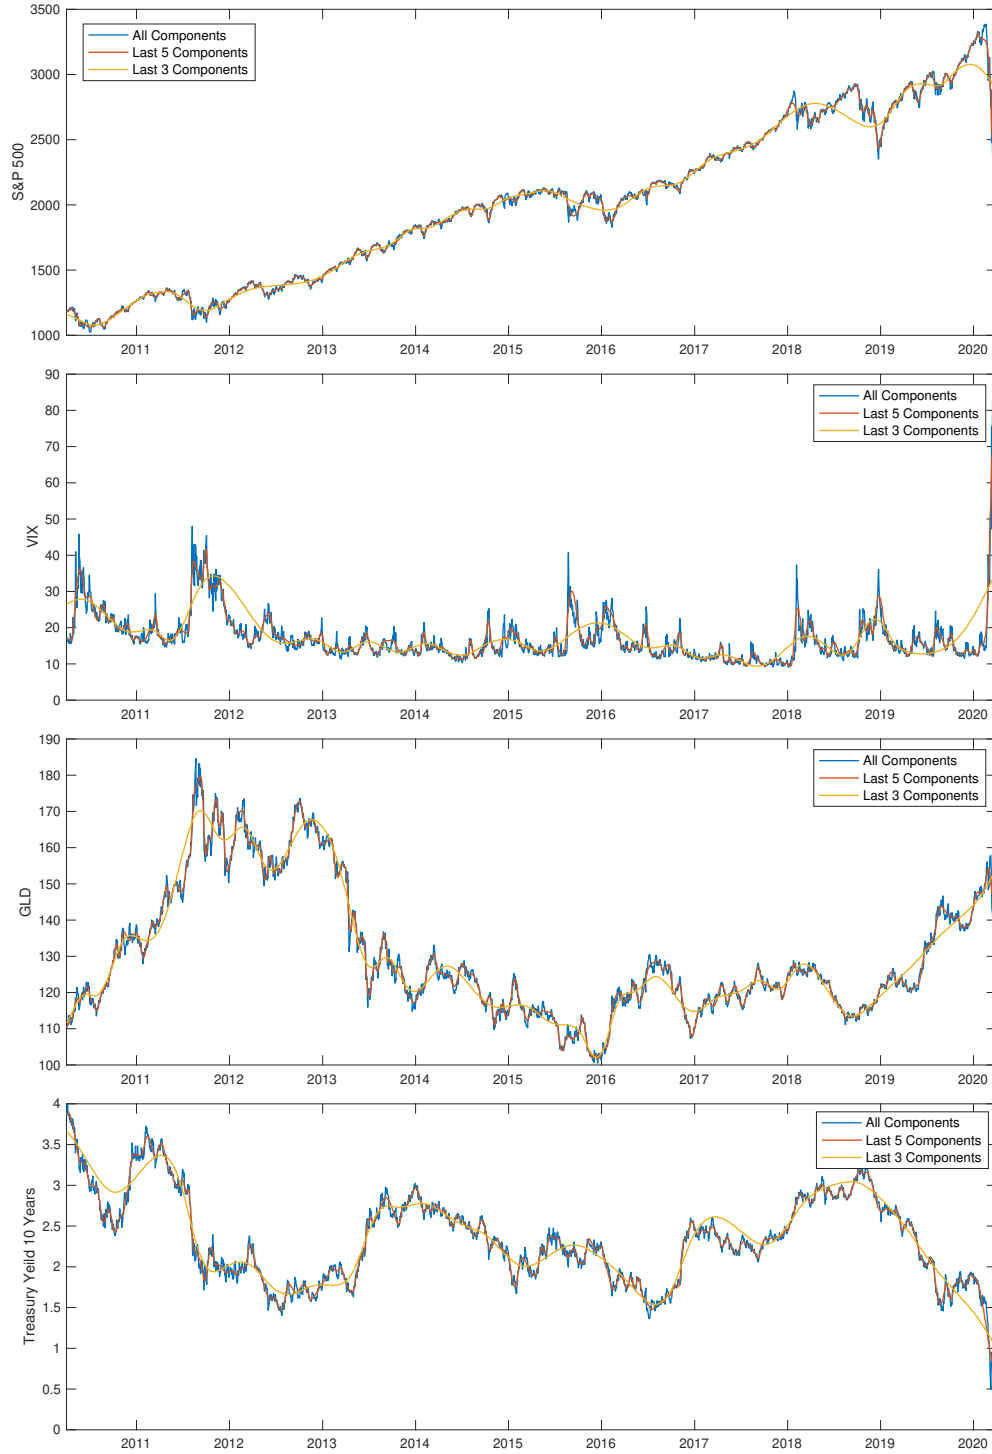 3500
3000
2500
2000
1500
1000
S&P 500
All Components
Last 5 Components
Last 3 Components
2011 2012 2013 2014 2015 2016 2017 2018 2019 2020
90
80
70
60
50
40
30
20
10
0
VIX
All Components
Last 5 Components
Last 3 Components
2011 2012 2013 2014 2015 2016 2017 2018 2019 2020
190
180
170
160
150
140
130
120
110
100
GLD
All Components
Last 5 Components
Last 3 Components
2011 2012 2013 2014 2015 2016 2017 2018 2019 2020
4
3.5
3
2.5
2
1.5
1
0.5
0
Treasury Yeild 10 Years
All Components
Last 5 Components
Last 3 Components
2011 2012 2013 2014 2015 2016 2017 2018 2019 2020